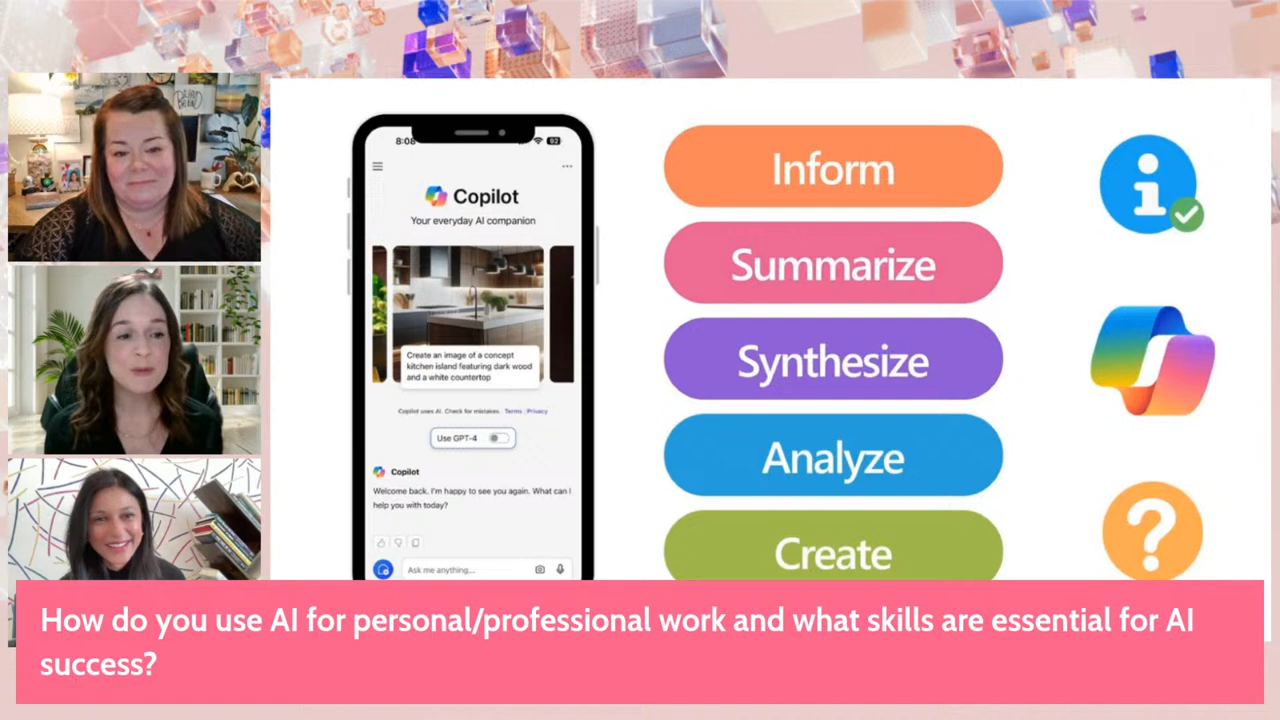 8:08
92
Copilot
Your everyday AI companion
Create an image of a concept
kitchen island featuring dark wood
and a white countertop
Copilot uses AI. Check for mistakes. Terms Privacy
Use GPT-4
Copilot
Welcome back. I'm happy to see you again. What can I
help you with today?
Ask me anything...
Inform
Summarize
Synthesize
Analyze
Create
i
?
How do you use AI for personal/professional work and what skills are essential for AI
success?